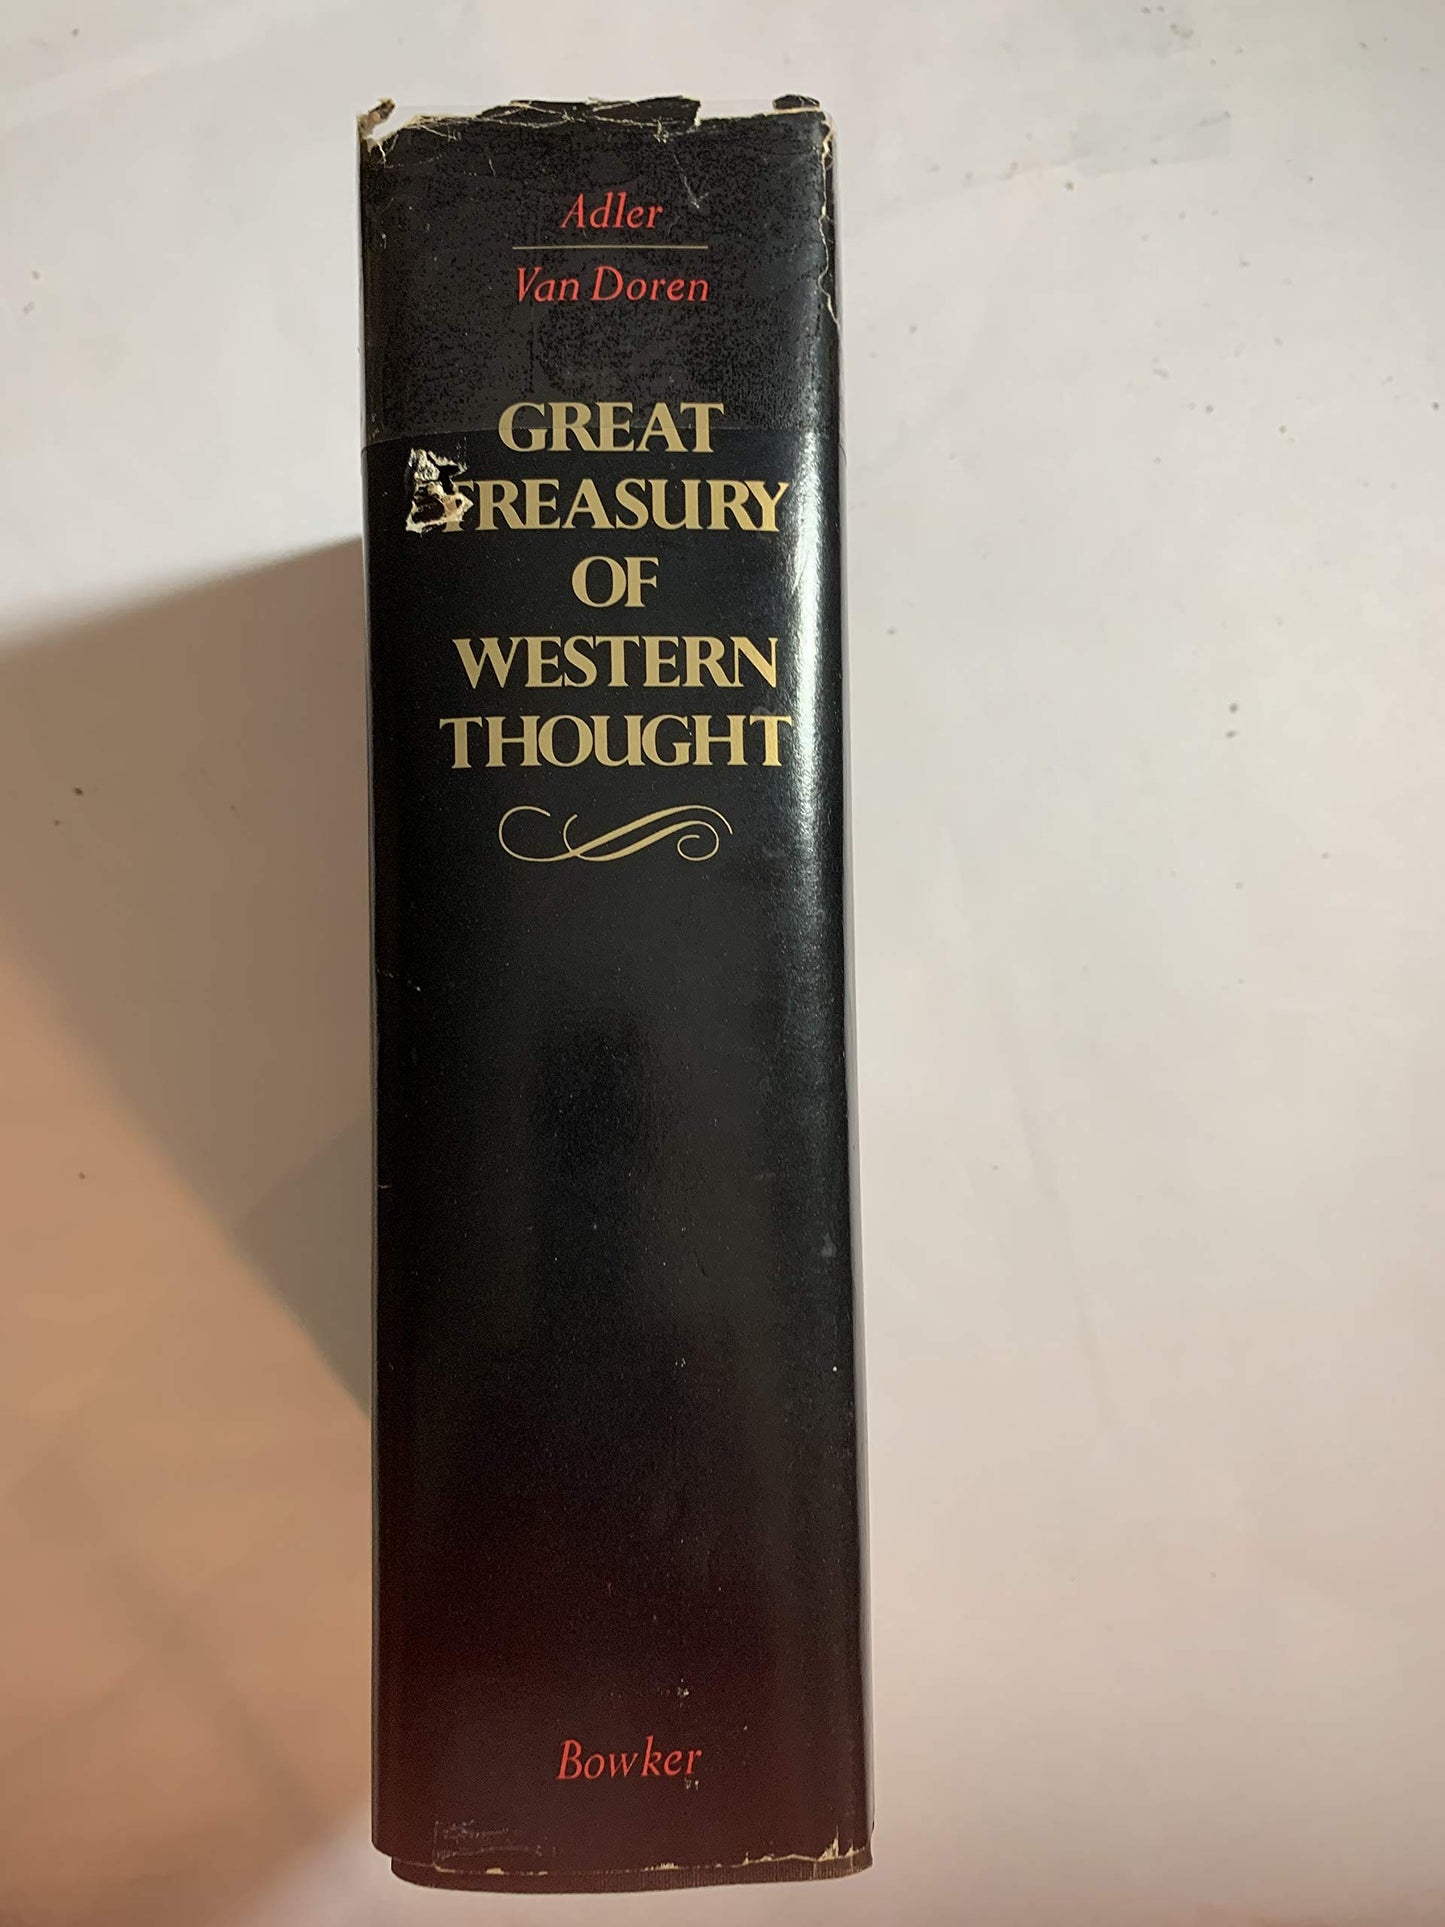 Adler
Van Doren
GREAT
TREASURY
OF
WESTERN
THOUGHT
Bowker